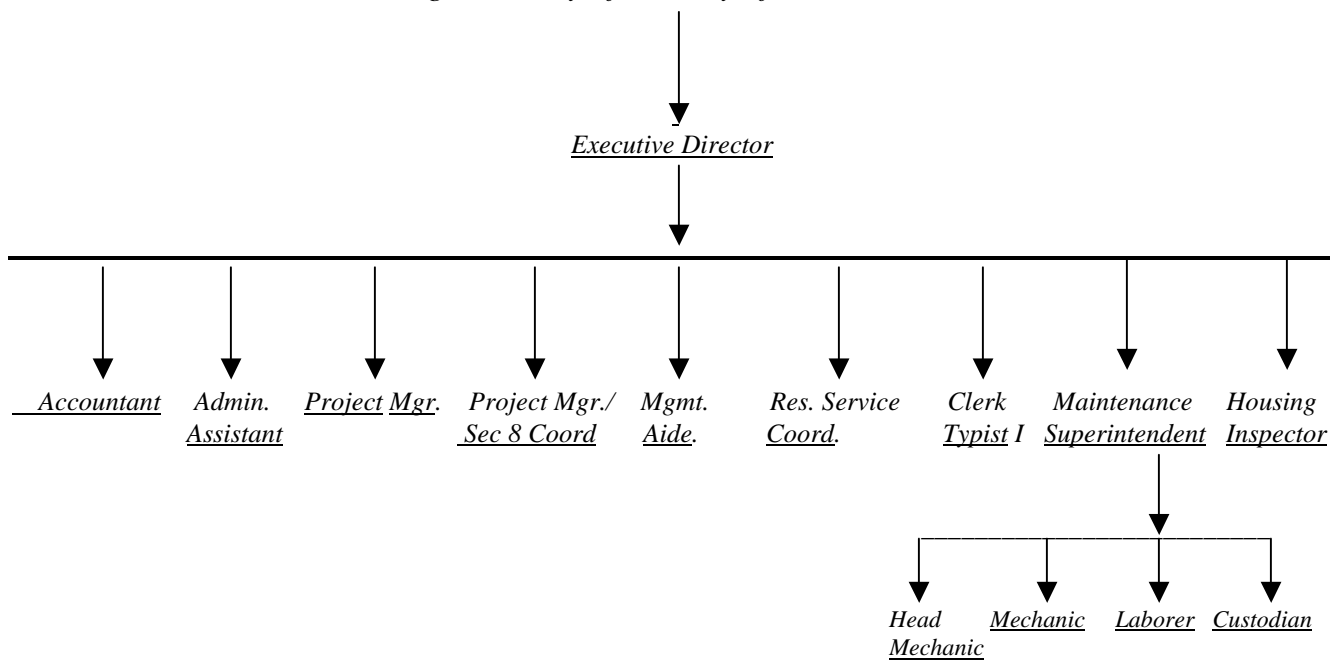 Executive Director
Accountant Admin. Project Mgr. Project Mgr./ Mgmt. Res. Service Clerk Maintenance Housing
Assistant Sec 8 Coord Aide. Coord. Typist I Superintendent Inspector
Head Mechanic Laborer Custodian
Mechanic